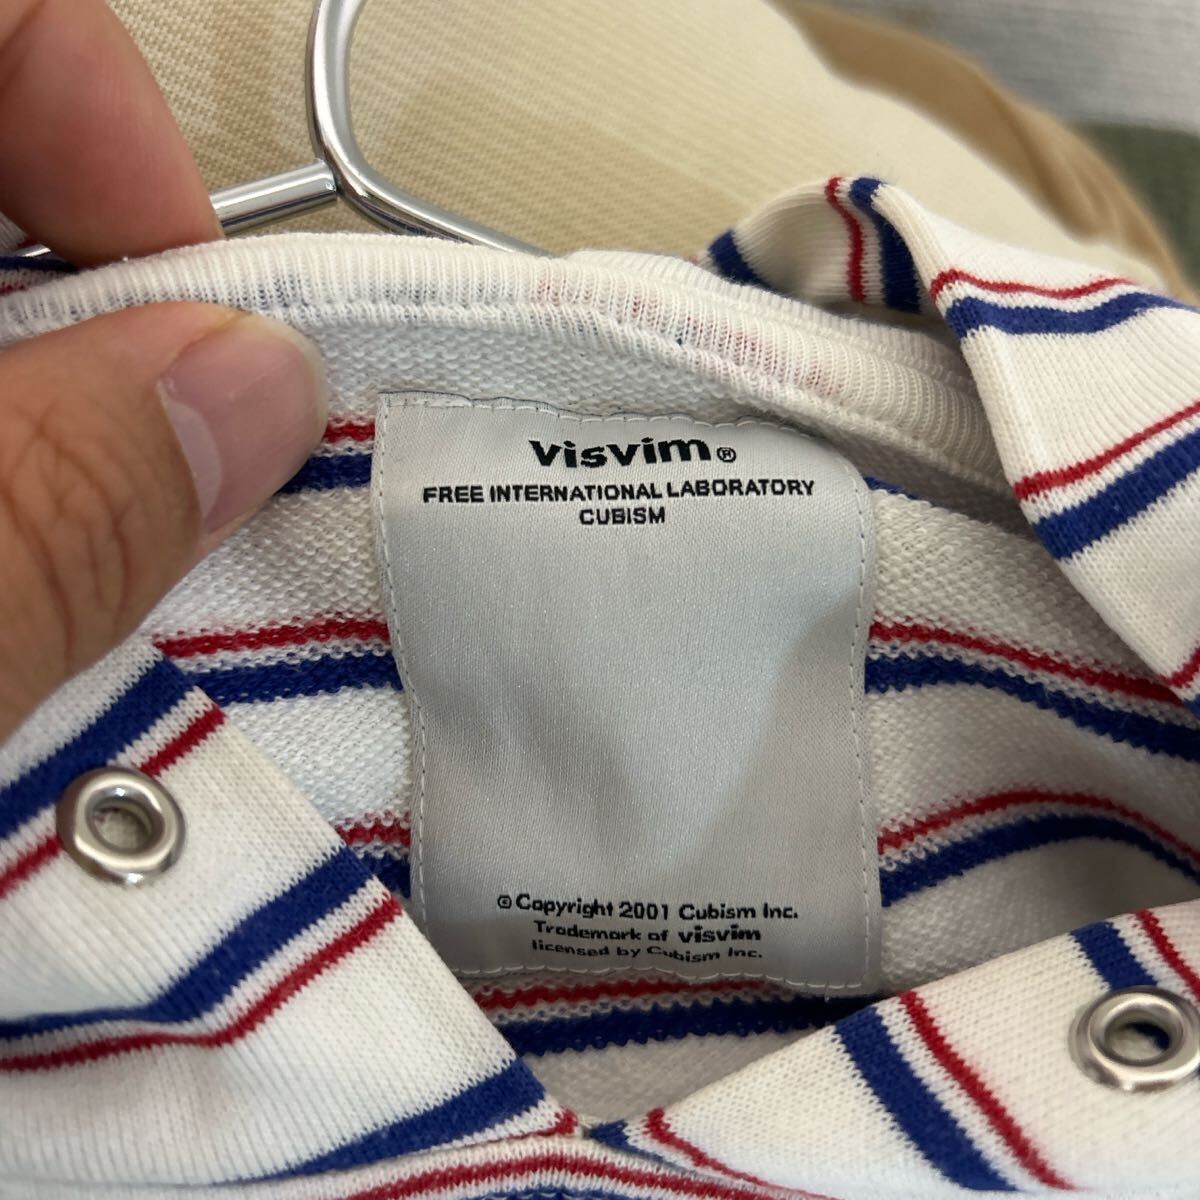 visvim®
FREE INTERNATIONAL LABORATORY
CUBISM
© Copyright 2001 Cubism Inc.
Trademark of visvim
licensed by Cubism Inc.